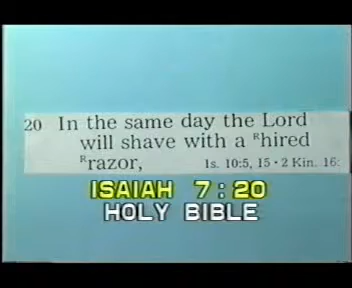 20 In the same day the Lord
will shave with a ᴿhired
ᴿrazor, Is. 10:5, 15 · 2 Kin. 16:
ISAIAH 7:20
HOLY BIBLE